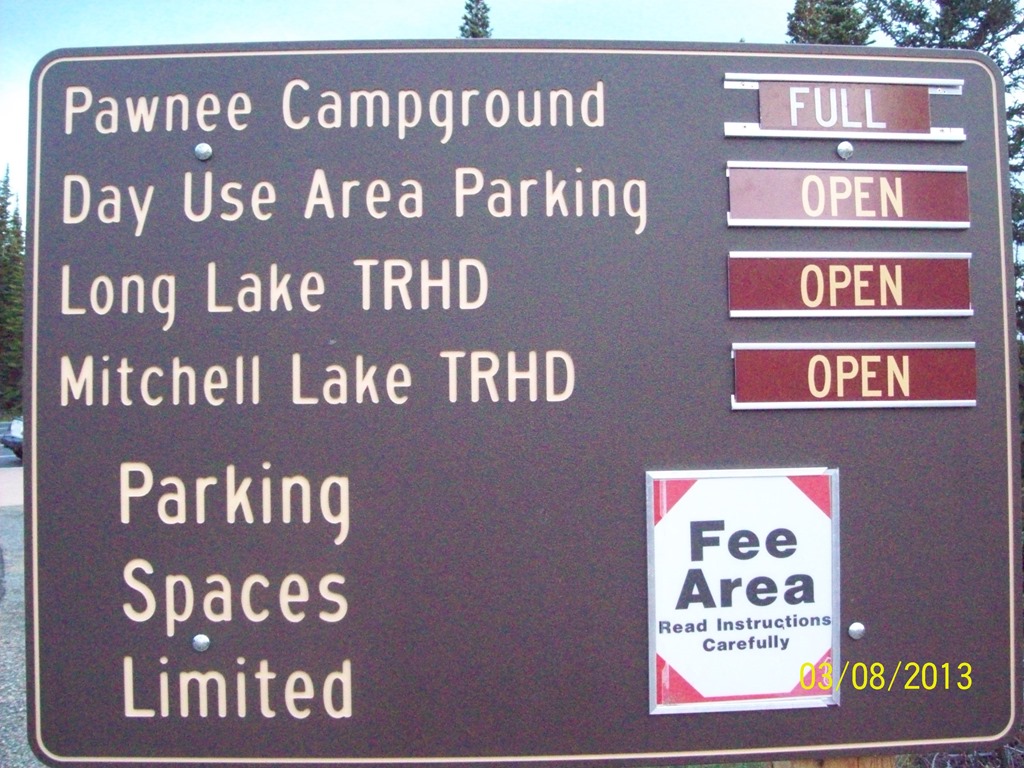 Pawnee Campground FULL
Day Use Area Parking OPEN
Long Lake TRHD OPEN
Mitchell Lake TRHD OPEN
Parking
Spaces
Limited
Fee
Area
Read Instructions
Carefully
03/08/2013